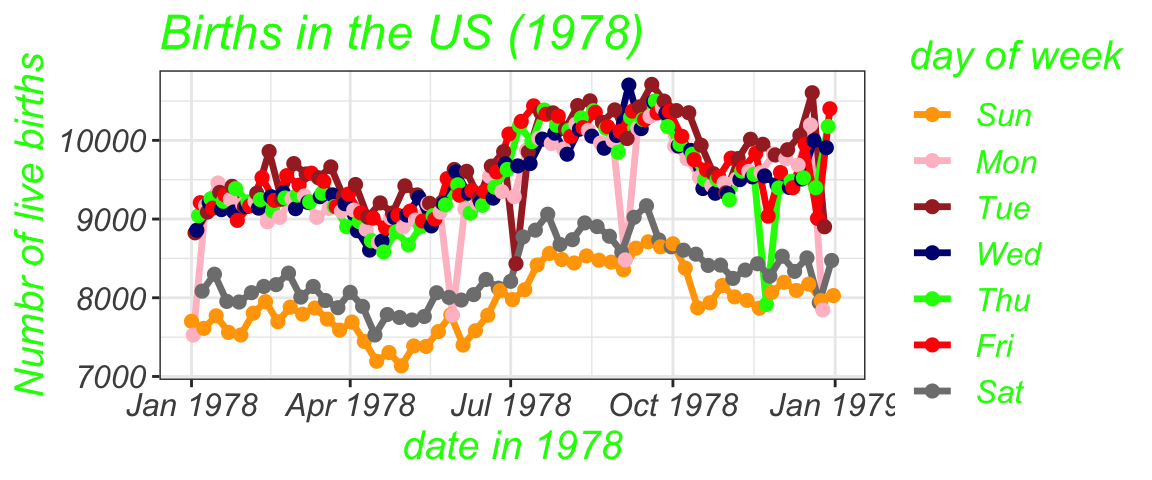 Births in the US (1978)
Numbr of live births
10000
9000
8000
7000
Jan 1978 Apr 1978 Jul 1978 Oct 1978 Jan 1979
date in 1978
day of week
Sun
Mon
Tue
Wed
Thu
Fri
Sat